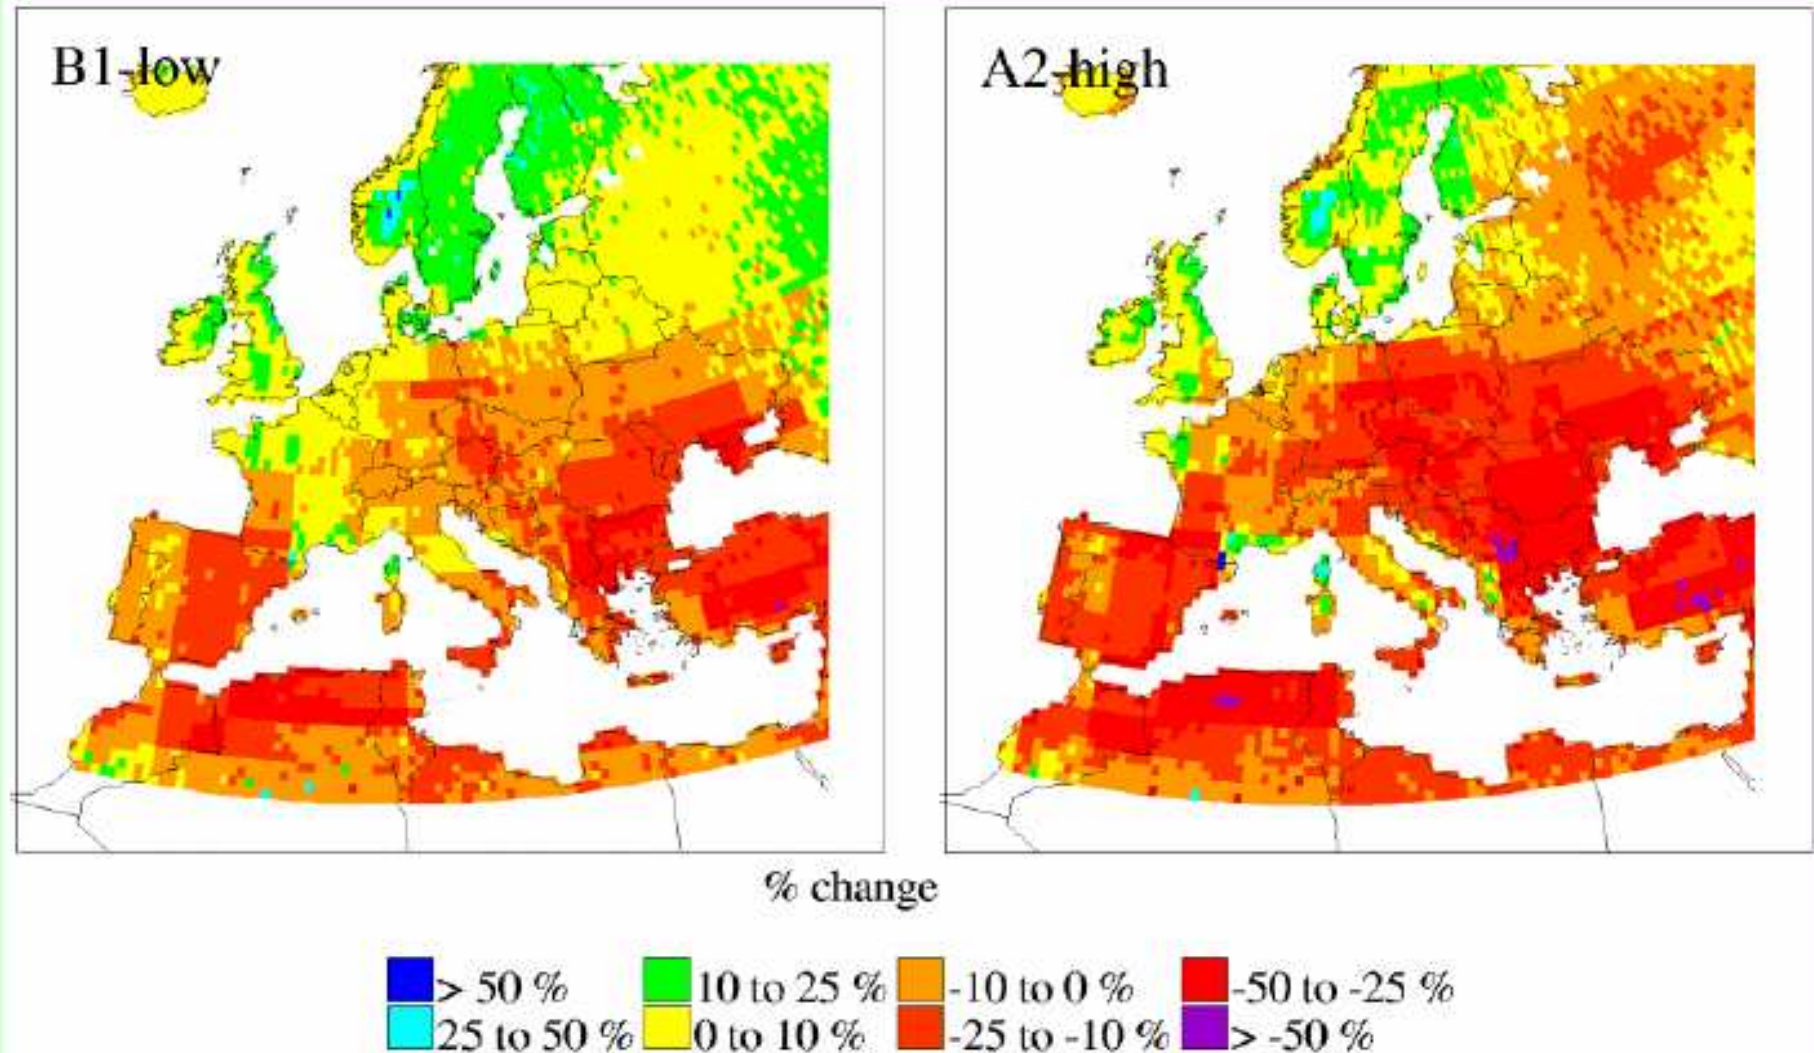 B1-low
A2-high
% change
> 50 %
10 to 25 %
-10 to 0 %
-50 to -25 %
25 to 50 %
0 to 10 %
-25 to -10 %
> -50 %